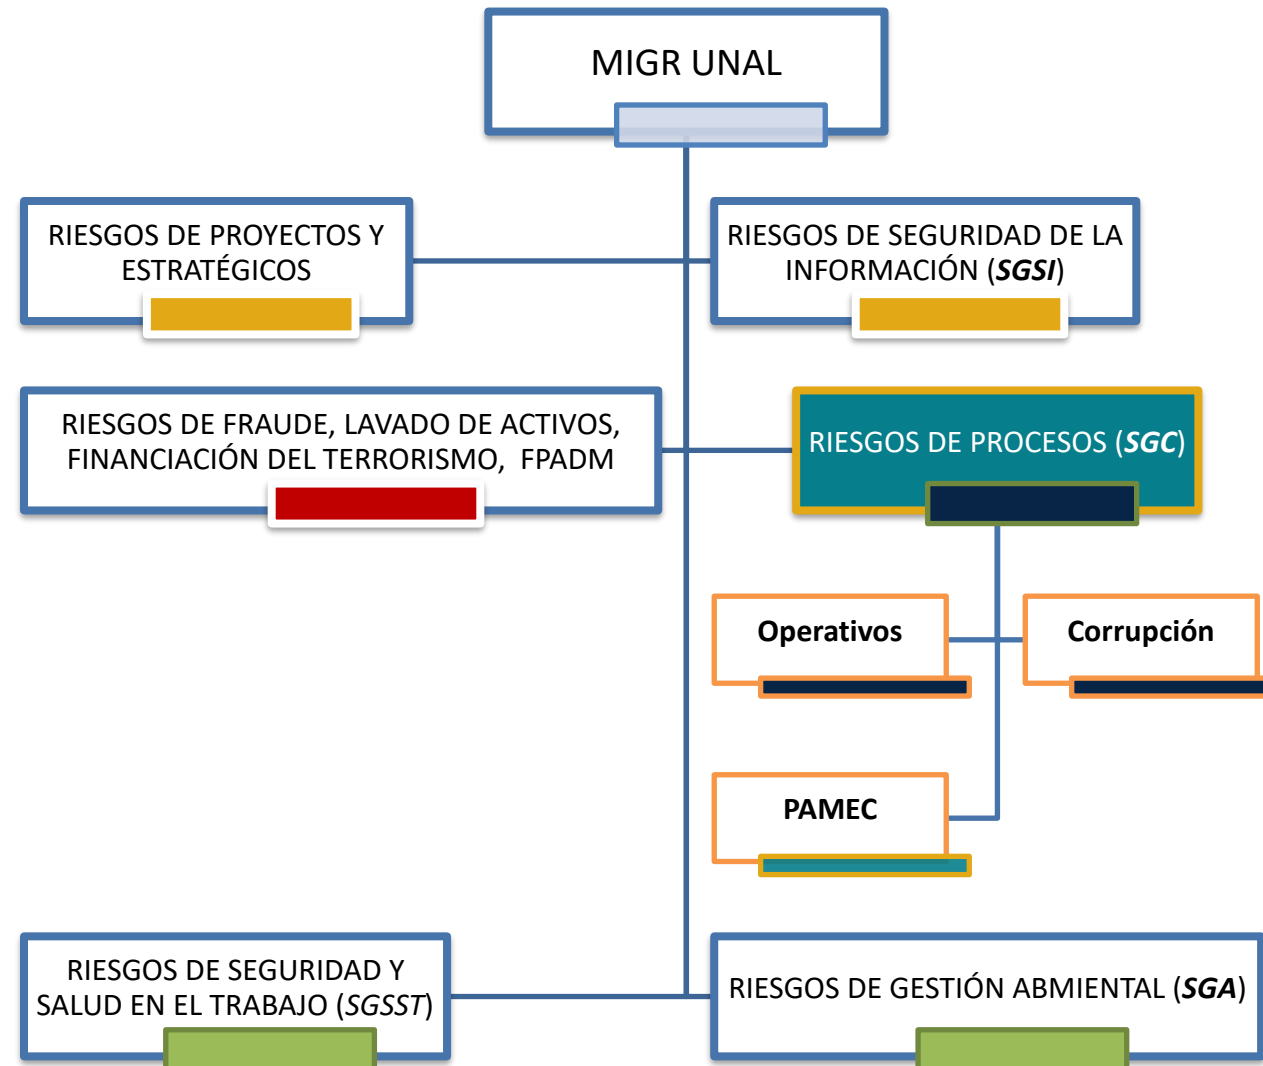 MIGR UNAL
RIESGOS DE PROYECTOS Y
ESTRATÉGICOS
RIESGOS DE SEGURIDAD DE LA
INFORMACIÓN (SGSI)
RIESGOS DE FRAUDE, LAVADO DE ACTIVOS,
FINANCIACIÓN DEL TERRORISMO, FPADM
RIESGOS DE PROCESOS (SGC)
Operativos
Corrupción
PAMEC
RIESGOS DE SEGURIDAD Y
SALUD EN EL TRABAJO (SGSST)
RIESGOS DE GESTIÓN ABMIENTAL (SGA)